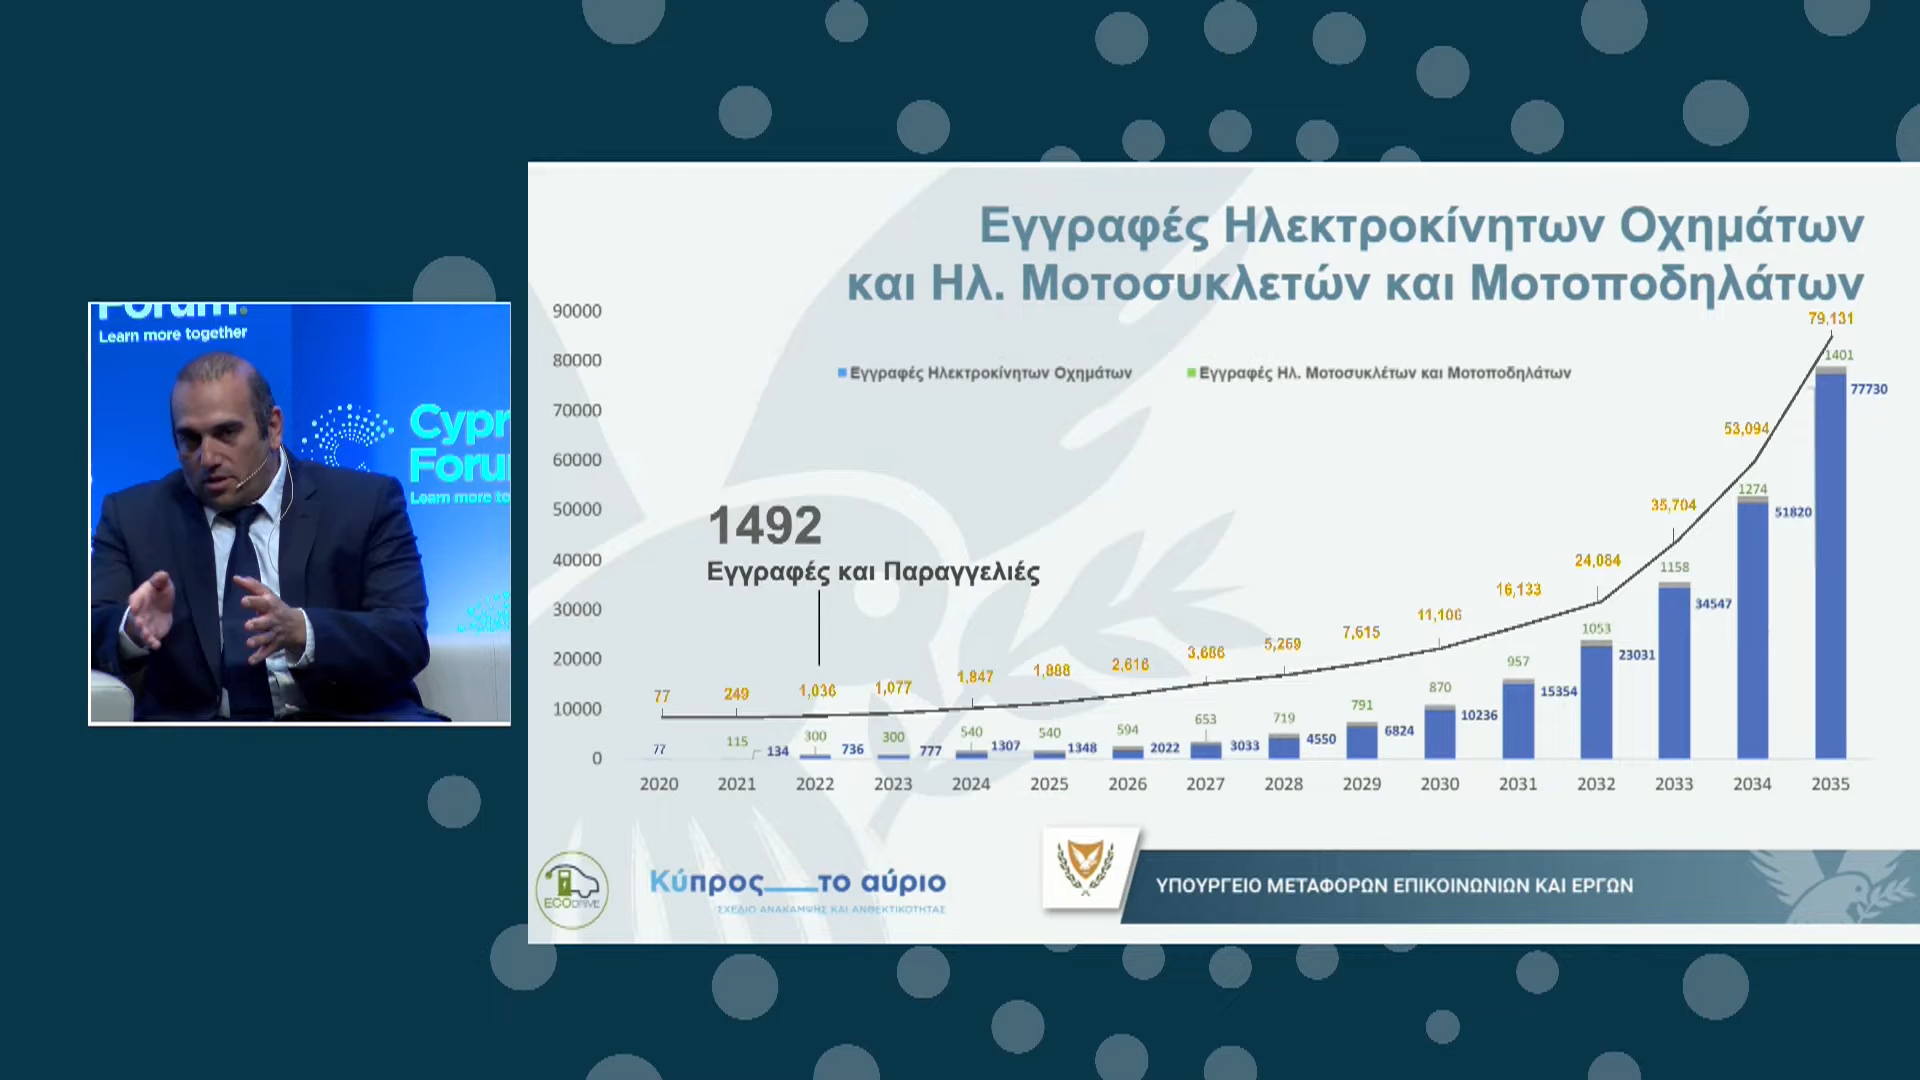 Forum.
Learn more together
Cypr
Foru
Learn more to
Εγγραφές Ηλεκτροκίνητων Οχημάτων
και Ηλ. Μοτοσυκλετών και Μοτοποδηλάτων
Εγγραφές Ηλεκτροκίνητων Οχημάτων
Εγγραφές Ηλ. Μοτοσυκλέτων και Μοτοποδηλάτων
90000
80000
70000
60000
50000
40000
30000
20000
10000
0
1492
Εγγραφές και Παραγγελιές
77 249 1,036 1,077 1,847 1,888 2,616 3,686 5,269 7,615 11,106 16,133 24,084 35,704 53,094 79,131
115 300 300 540 540 594 653 719 791 870 957 1053 1158 1274 1401
77 134 736 777 1307 1348 2022 3033 4550 6824 10236 15354 23031 34547 51820 77730
2020 2021 2022 2023 2024 2025 2026 2027 2028 2029 2030 2031 2032 2033 2034 2035
ECODRIVE
Κύπρος___το αύριο
ΣΧΕΔΙΟ ΑΝΑΚΑΜΨΗΣ ΚΑΙ ΑΝΘΕΚΤΙΚΟΤΗΤΑΣ
ΥΠΟΥΡΓΕΙΟ ΜΕΤΑΦΟΡΩΝ ΕΠΙΚΟΙΝΩΝΙΩΝ ΚΑΙ ΕΡΓΩΝ